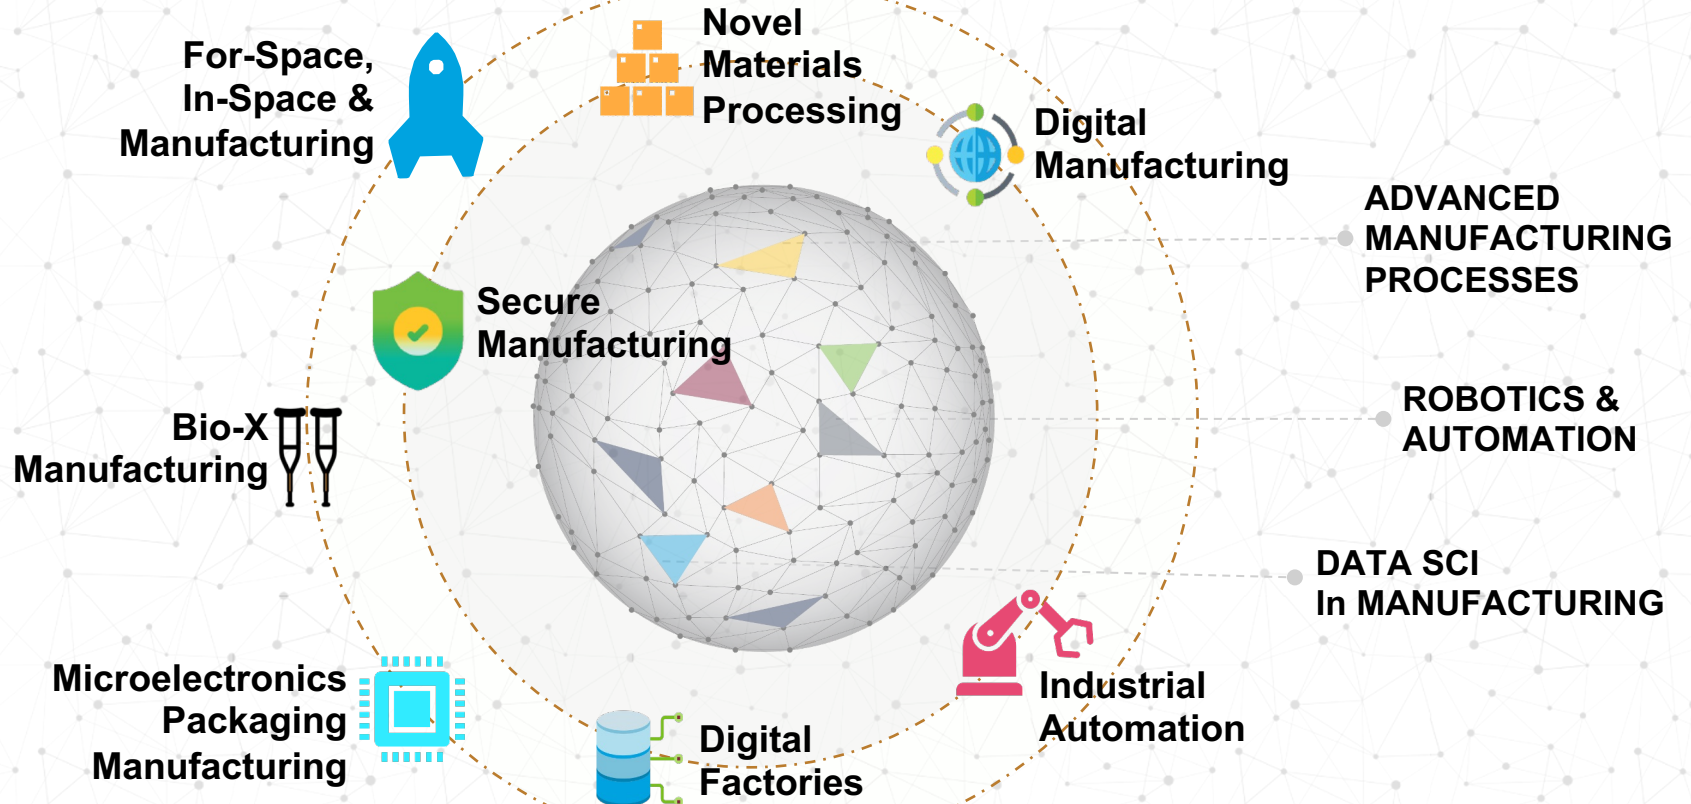 For-Space,
In-Space &
Manufacturing
Novel
Materials
Processing
Digital
Manufacturing
ADVANCED
MANUFACTURING
PROCESSES
Secure
Manufacturing
Bio-X
Manufacturing
ROBOTICS &
AUTOMATION
DATA SCI
In MANUFACTURING
Microelectronics
Packaging
Manufacturing
Digital
Factories
Industrial
Automation